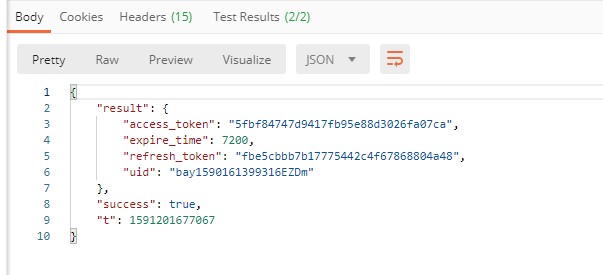 Body Cookies Headers (15) Test Results (2/2)
Pretty Raw Preview Visualize JSON
1 {
2 "result": {
3 "access_token": "5fbf84747d9417fb95e88d3026fa07ca",
4 "expire_time": 7200,
5 "refresh_token": "fbe5cbbb7b17775442c4f67868804a48",
6 "uid": "bay1590161399316EZDm"
7 },
8 "success": true,
9 "t": 1591201677067
10 }